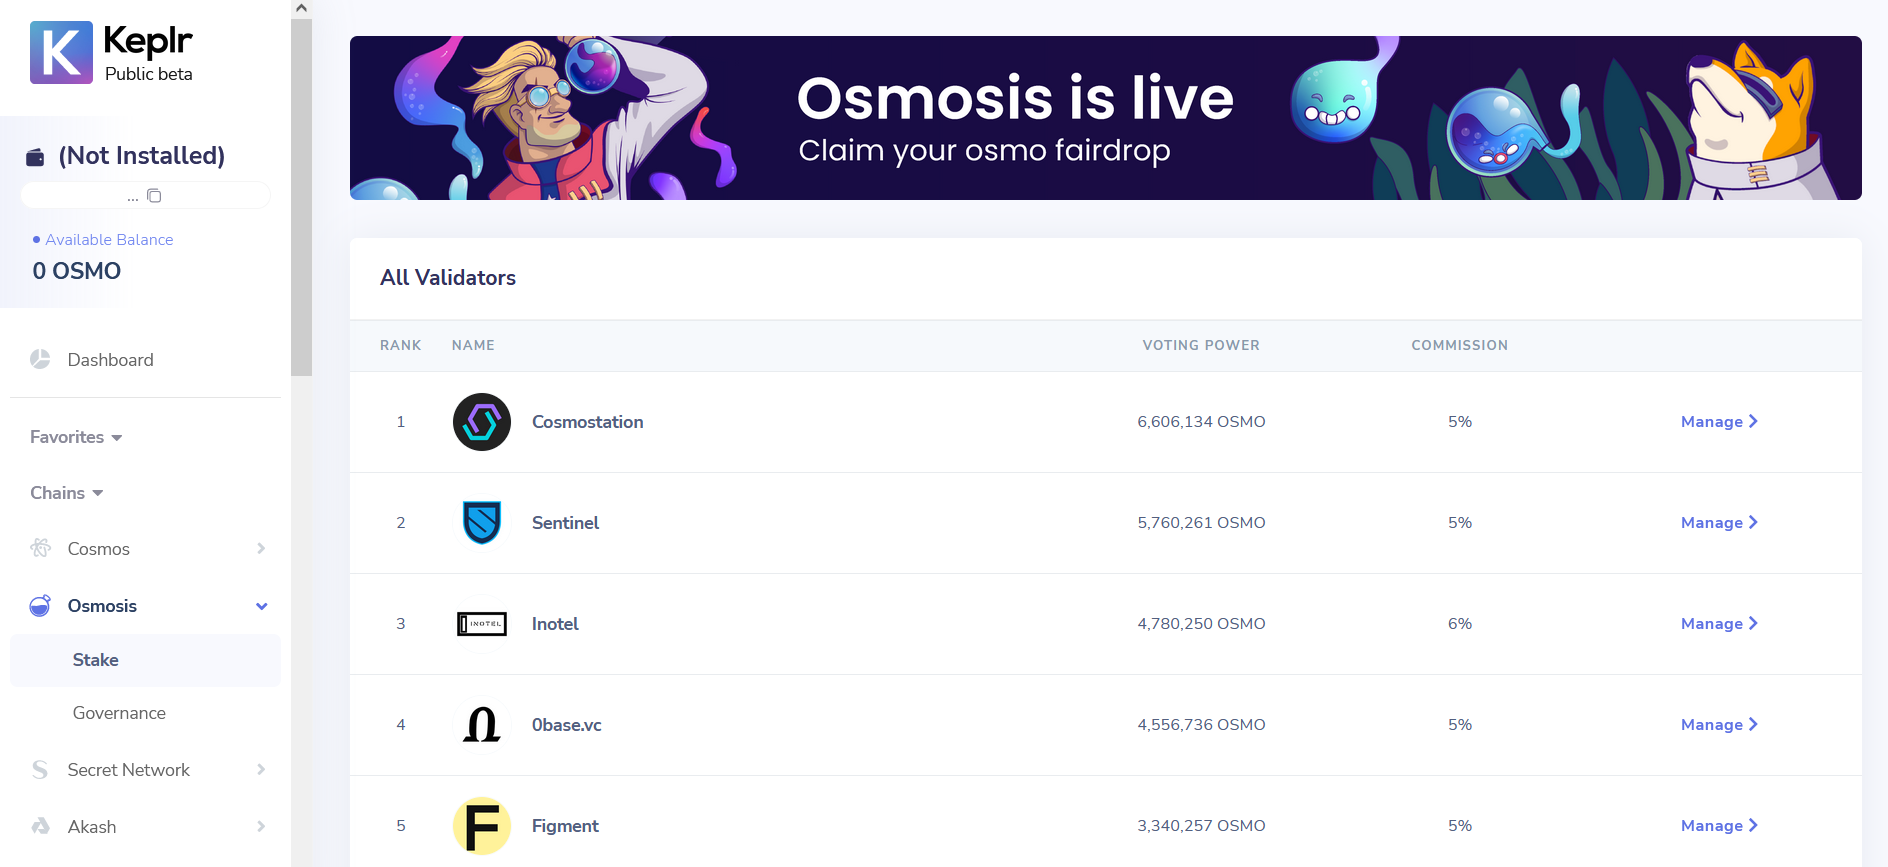 K Keplr
Public beta
(Not Installed)
...
Available Balance
0 OSMO
Dashboard
Favorites
Chains
Cosmos
Osmosis
Stake
Governance
Secret Network
Akash
Osmosis is live
Claim your osmo fairdrop
All Validators
RANK NAME VOTING POWER COMMISSION
1 Cosmostation 6,606,134 OSMO 5% Manage
2 Sentinel 5,760,261 OSMO 5% Manage
3 INOTEL Inotel 4,780,250 OSMO 6% Manage
4 0base.vc 4,556,736 OSMO 5% Manage
5 F Figment 3,340,257 OSMO 5% Manage